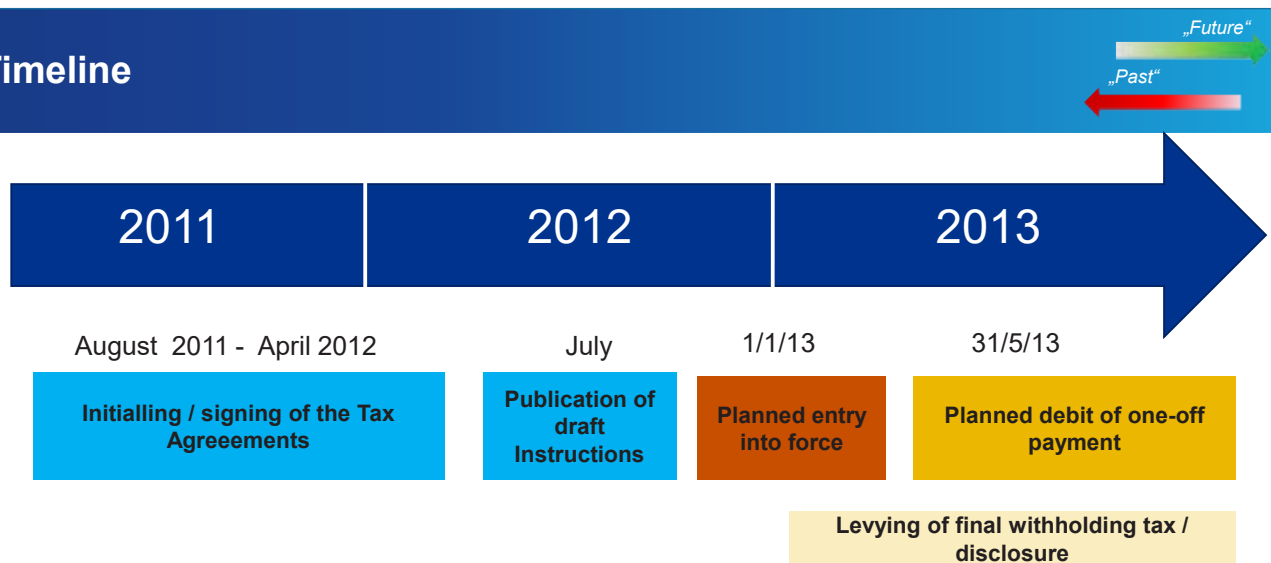 Timeline
„Future“
„Past“
2011
2012
2013
August 2011 - April 2012
July
1/1/13
31/5/13
Initialling / signing of the Tax
Agreeements
Publication of
draft
Instructions
Planned entry
into force
Planned debit of one-off
payment
Levying of final withholding tax /
disclosure